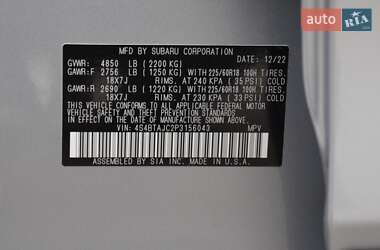 auto RIA
MFD BY SUBARU CORPORATION
GVWR: 4850 LB (2200 KG) DATE: 12/22
GAWR:F 2756 LB (1250 KG) WITH 225/60R18 100H TIRES.
18X7J RIMS. AT 240 KPA ( 35 PSI) COLD
GAWR:R 2690 LB (1220 KG) WITH 225/60R18 100H TIRES.
18X7J RIMS. AT 230 KPA ( 33 PSI) COLD
THIS VEHICLE CONFORMS TO ALL APPLICABLE FEDERAL MOTOR
VEHICLE SAFETY AND THEFT PREVENTION STANDARDS IN EFFECT
ON THE DATE OF MANUFACTURE SHOWN ABOVE.
VIN: 4S4BTAJC2P3156043 MPV
ASSEMBLED BY SIA INC. MADE IN U.S.A.